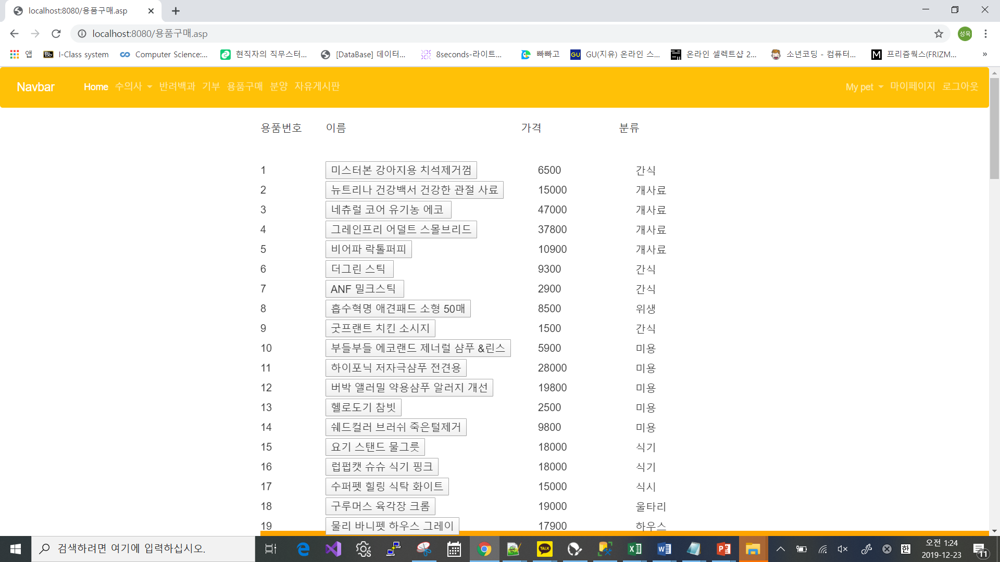 localhost:8080/용품구매.asp
localhost:8080/용품구매.asp
성욱
앱 I-Class system Computer Science:... 현직자의 직무스터... [DataBase] 데이터... 8seconds-라이트... 빠빠고 GU(지유) 온라인 스... 온라인 셀렉트샵 2... 소년코딩 - 컴퓨터... 프리즘웍스(FRIZM... »
Navbar Home 수의사 반려백과 기부 용품구매 분양 자유게시판 My pet 마이페이지 로그아웃
용품번호 이름 가격 분류
1 미스터본 강아지용 치석제거껌 6500 간식
2 뉴트리나 건강백서 건강한 관절 사료 15000 개사료
3 네츄럴 코어 유기농 에코 47000 개사료
4 그레인프리 어덜트 스몰브리드 37800 개사료
5 비어파 락톨퍼피 10900 개사료
6 더그린 스틱 9300 간식
7 ANF 밀크스틱 2900 간식
8 흡수혁명 애견패드 소형 50매 8500 위생
9 굿프랜트 치킨 소시지 1500 간식
10 부들부들 에코랜드 제너럴 샴푸 &린스 5900 미용
11 하이포닉 저자극샴푸 전견용 28000 미용
12 버박 앨러밀 약용샴푸 알러지 개선 19800 미용
13 헬로도기 참빗 2500 미용
14 쉐드컬러 브러쉬 죽은털제거 9800 미용
15 요기 스탠드 물그릇 18000 식기
16 럽펍캣 슈슈 식기 핑크 18000 식기
17 수퍼펫 힐링 식탁 화이트 15000 식시
18 구루머스 육각장 크롬 19000 울타리
19 물리 바니펫 하우스 그레이 17900 하우스
검색하려면 여기에 입력하십시오.
TALK
한
오전 1:24
2019-12-23
11